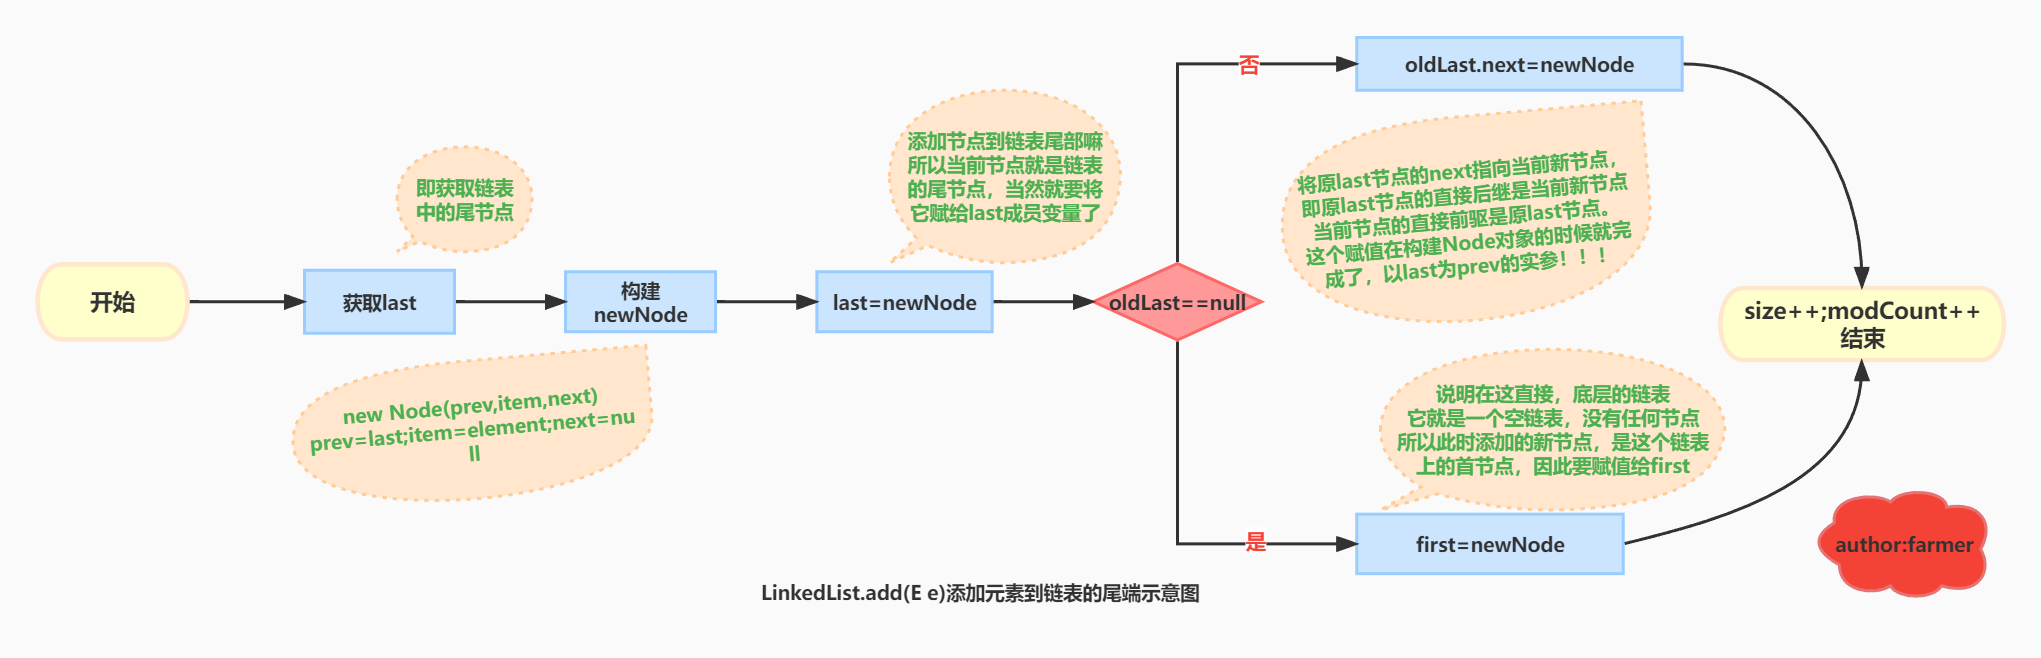 开始
即获取链表
中的尾节点
获取last
new Node(prev,item,next)
prev=last;item=element;next=nu
ll
构建
newNode
添加节点到链表尾部嘛
所以当前节点就是链表
的尾节点，当然就要将
它赋给last成员变量了
last=newNode
oldLast==null
否
oldLast.next=newNode
将原last节点的next指向当前新节点，
即原last节点的直接后继是当前新节点
当前节点的直接前驱是原last节点。
这个赋值在构建Node对象的时候就完
成了，以last为prev的实参！！！
是
说明在这直接，底层的链表
它就是一个空链表，没有任何节点
所以此时添加的新节点，是这个链表
上的首节点，因此要赋值给first
first=newNode
size++;modCount++
结束
author:farmer
LinkedList.add(E e)添加元素到链表的尾端示意图